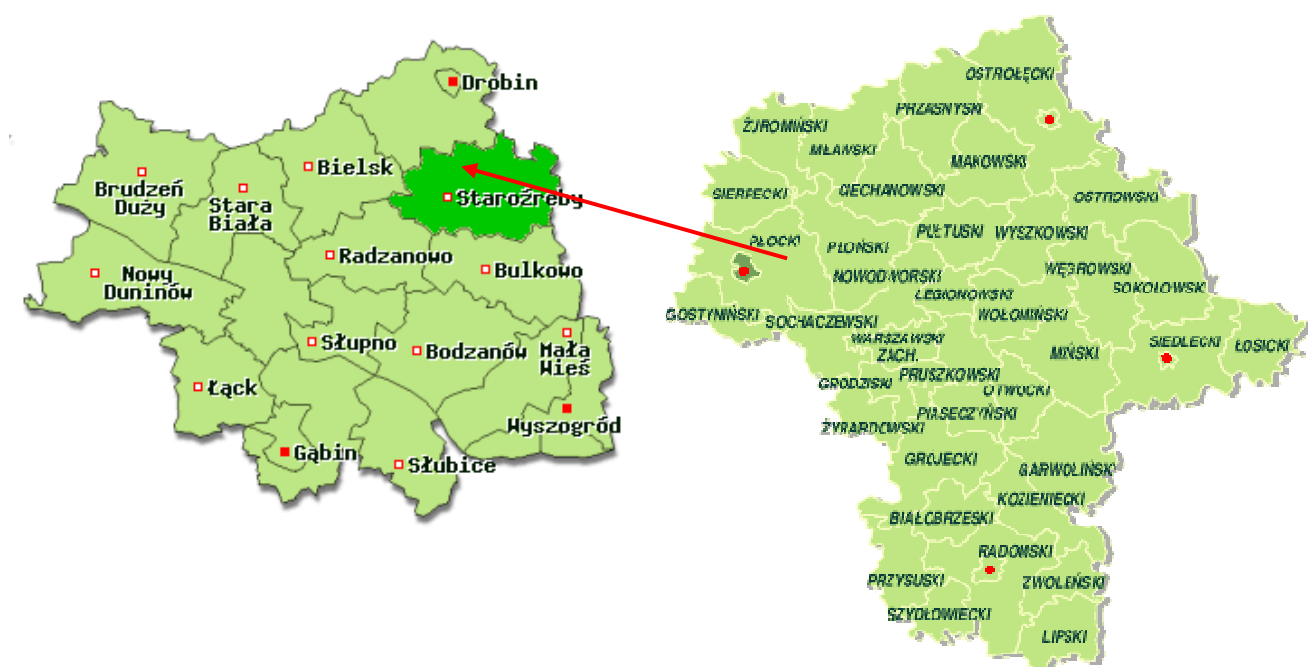 Drobin
Bielsk
Brudzeń
Duży
Stara
Biała
Staroźreby
Radzanowo
Bulkowo
Nowy
Duninów
Słupno
Bodzanów
Mała
Wieś
Łąck
Wyszogród
Gąbin
Słubice
OSTROŁĘCKI
PRZASNYSKI
ŻUROMIŃSKI
MŁAWSKI
MAKOWSKI
SIERPECKI
CIECHANOWSKI
OSTROWSKI
PŁOCKI
PŁOŃSKI
PUŁTUSKI
WYSZKOWSKI
NOWODWORSKI
WĘGROWSKI
SOKOŁOWSK
LEGIONOWSKI
GOSTYNIŃSKI
SOCHACZEWSKI
WOŁOMIŃSKI
WARSZAWSKI
ZACH.
MIŃSKI
SIEDLECKI
ŁOSICKI
GRODZISKI
PRUSZKOWSKI
OTWOCKI
PIASECZYŃSKI
ŻYRARDOWSKI
GRÓJECKI
GARWOLIŃSKI
KOZIENIECKI
BIAŁOBRZESKI
RADOMSKI
PRZYSUSKI
ZWOLEŃSKI
SZYDŁOWIECKI
LIPSKI